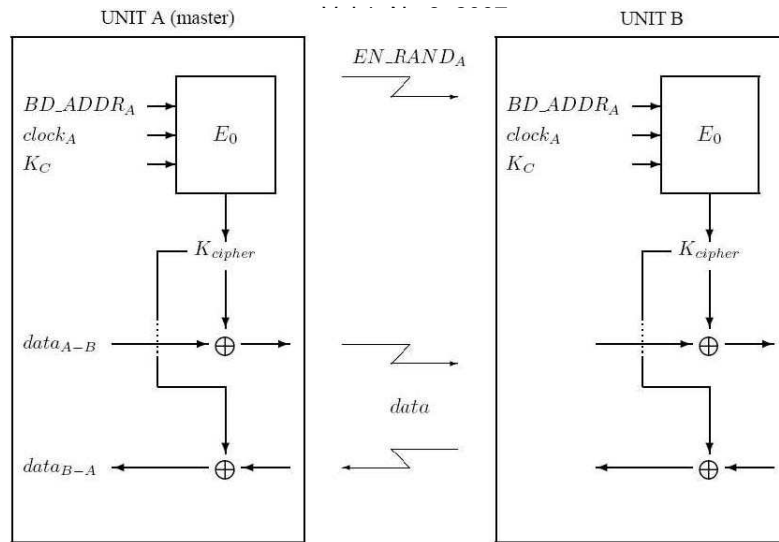 UNIT A (master)
UNIT B
EN_RAND_A
BD_ADDR_A
clock_A
K_C
E_0
K_cipher
data_A−B
data_B−A
data
BD_ADDR_A
clock_A
K_C
E_0
K_cipher